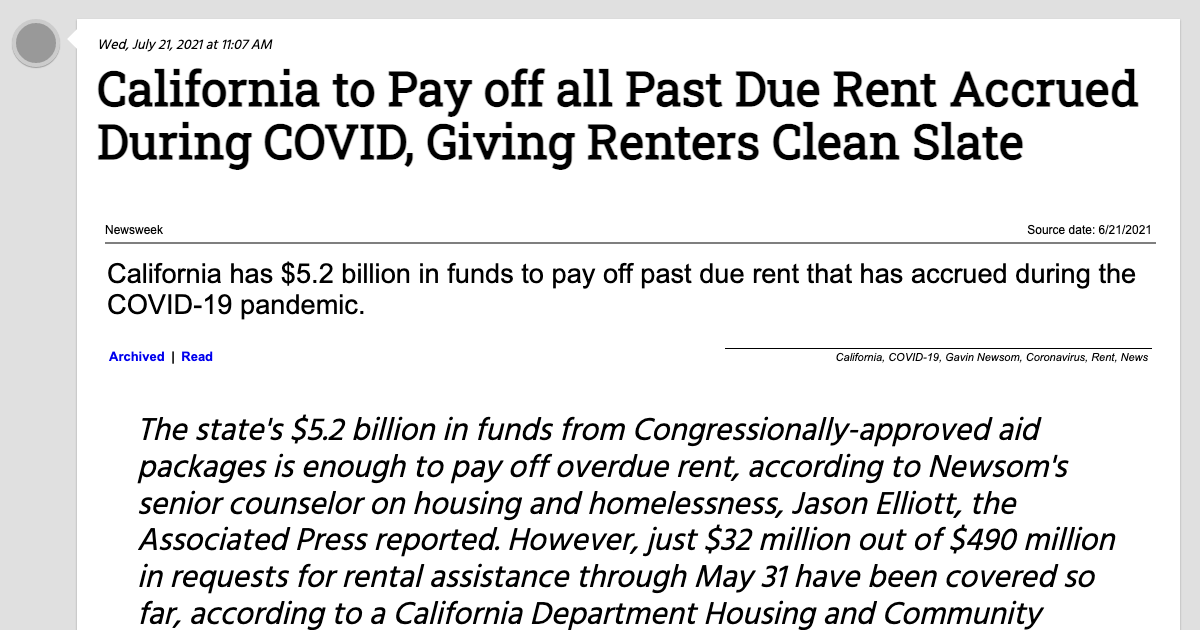 Wed, July 21, 2021 at 11:07 AM
California to Pay off all Past Due Rent Accrued
During COVID, Giving Renters Clean Slate
Newsweek
Source date: 6/21/2021
California has $5.2 billion in funds to pay off past due rent that has accrued during the
COVID-19 pandemic.
Archived | Read
California, COVID-19, Gavin Newsom, Coronavirus, Rent, News
The state's $5.2 billion in funds from Congressionally-approved aid
packages is enough to pay off overdue rent, according to Newsom's
senior counselor on housing and homelessness, Jason Elliott, the
Associated Press reported. However, just $32 million out of $490 million
in requests for rental assistance through May 31 have been covered so
far, according to a California Department Housing and Community